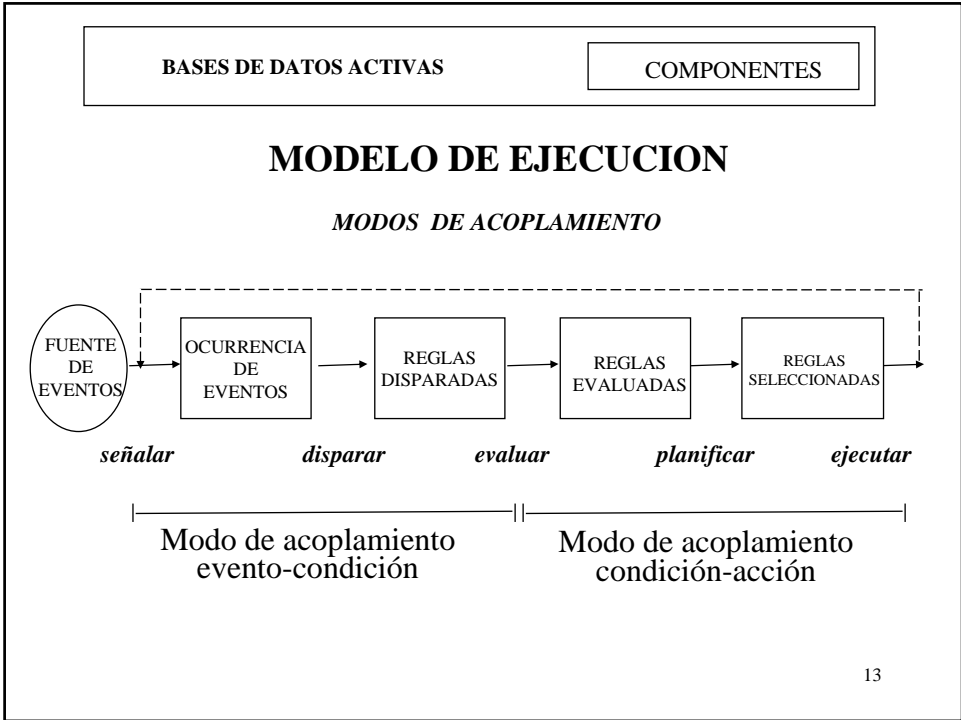 BASES DE DATOS ACTIVAS
COMPONENTES
MODELO DE EJECUCION
MODOS DE ACOPLAMIENTO
FUENTE
DE
EVENTOS
OCURRENCIA
DE
EVENTOS
REGLAS
DISPARADAS
REGLAS
EVALUADAS
REGLAS
SELECCIONADAS
señalar
disparar
evaluar
planificar
ejecutar
Modo de acoplamiento
evento-condición
Modo de acoplamiento
condición-acción
13